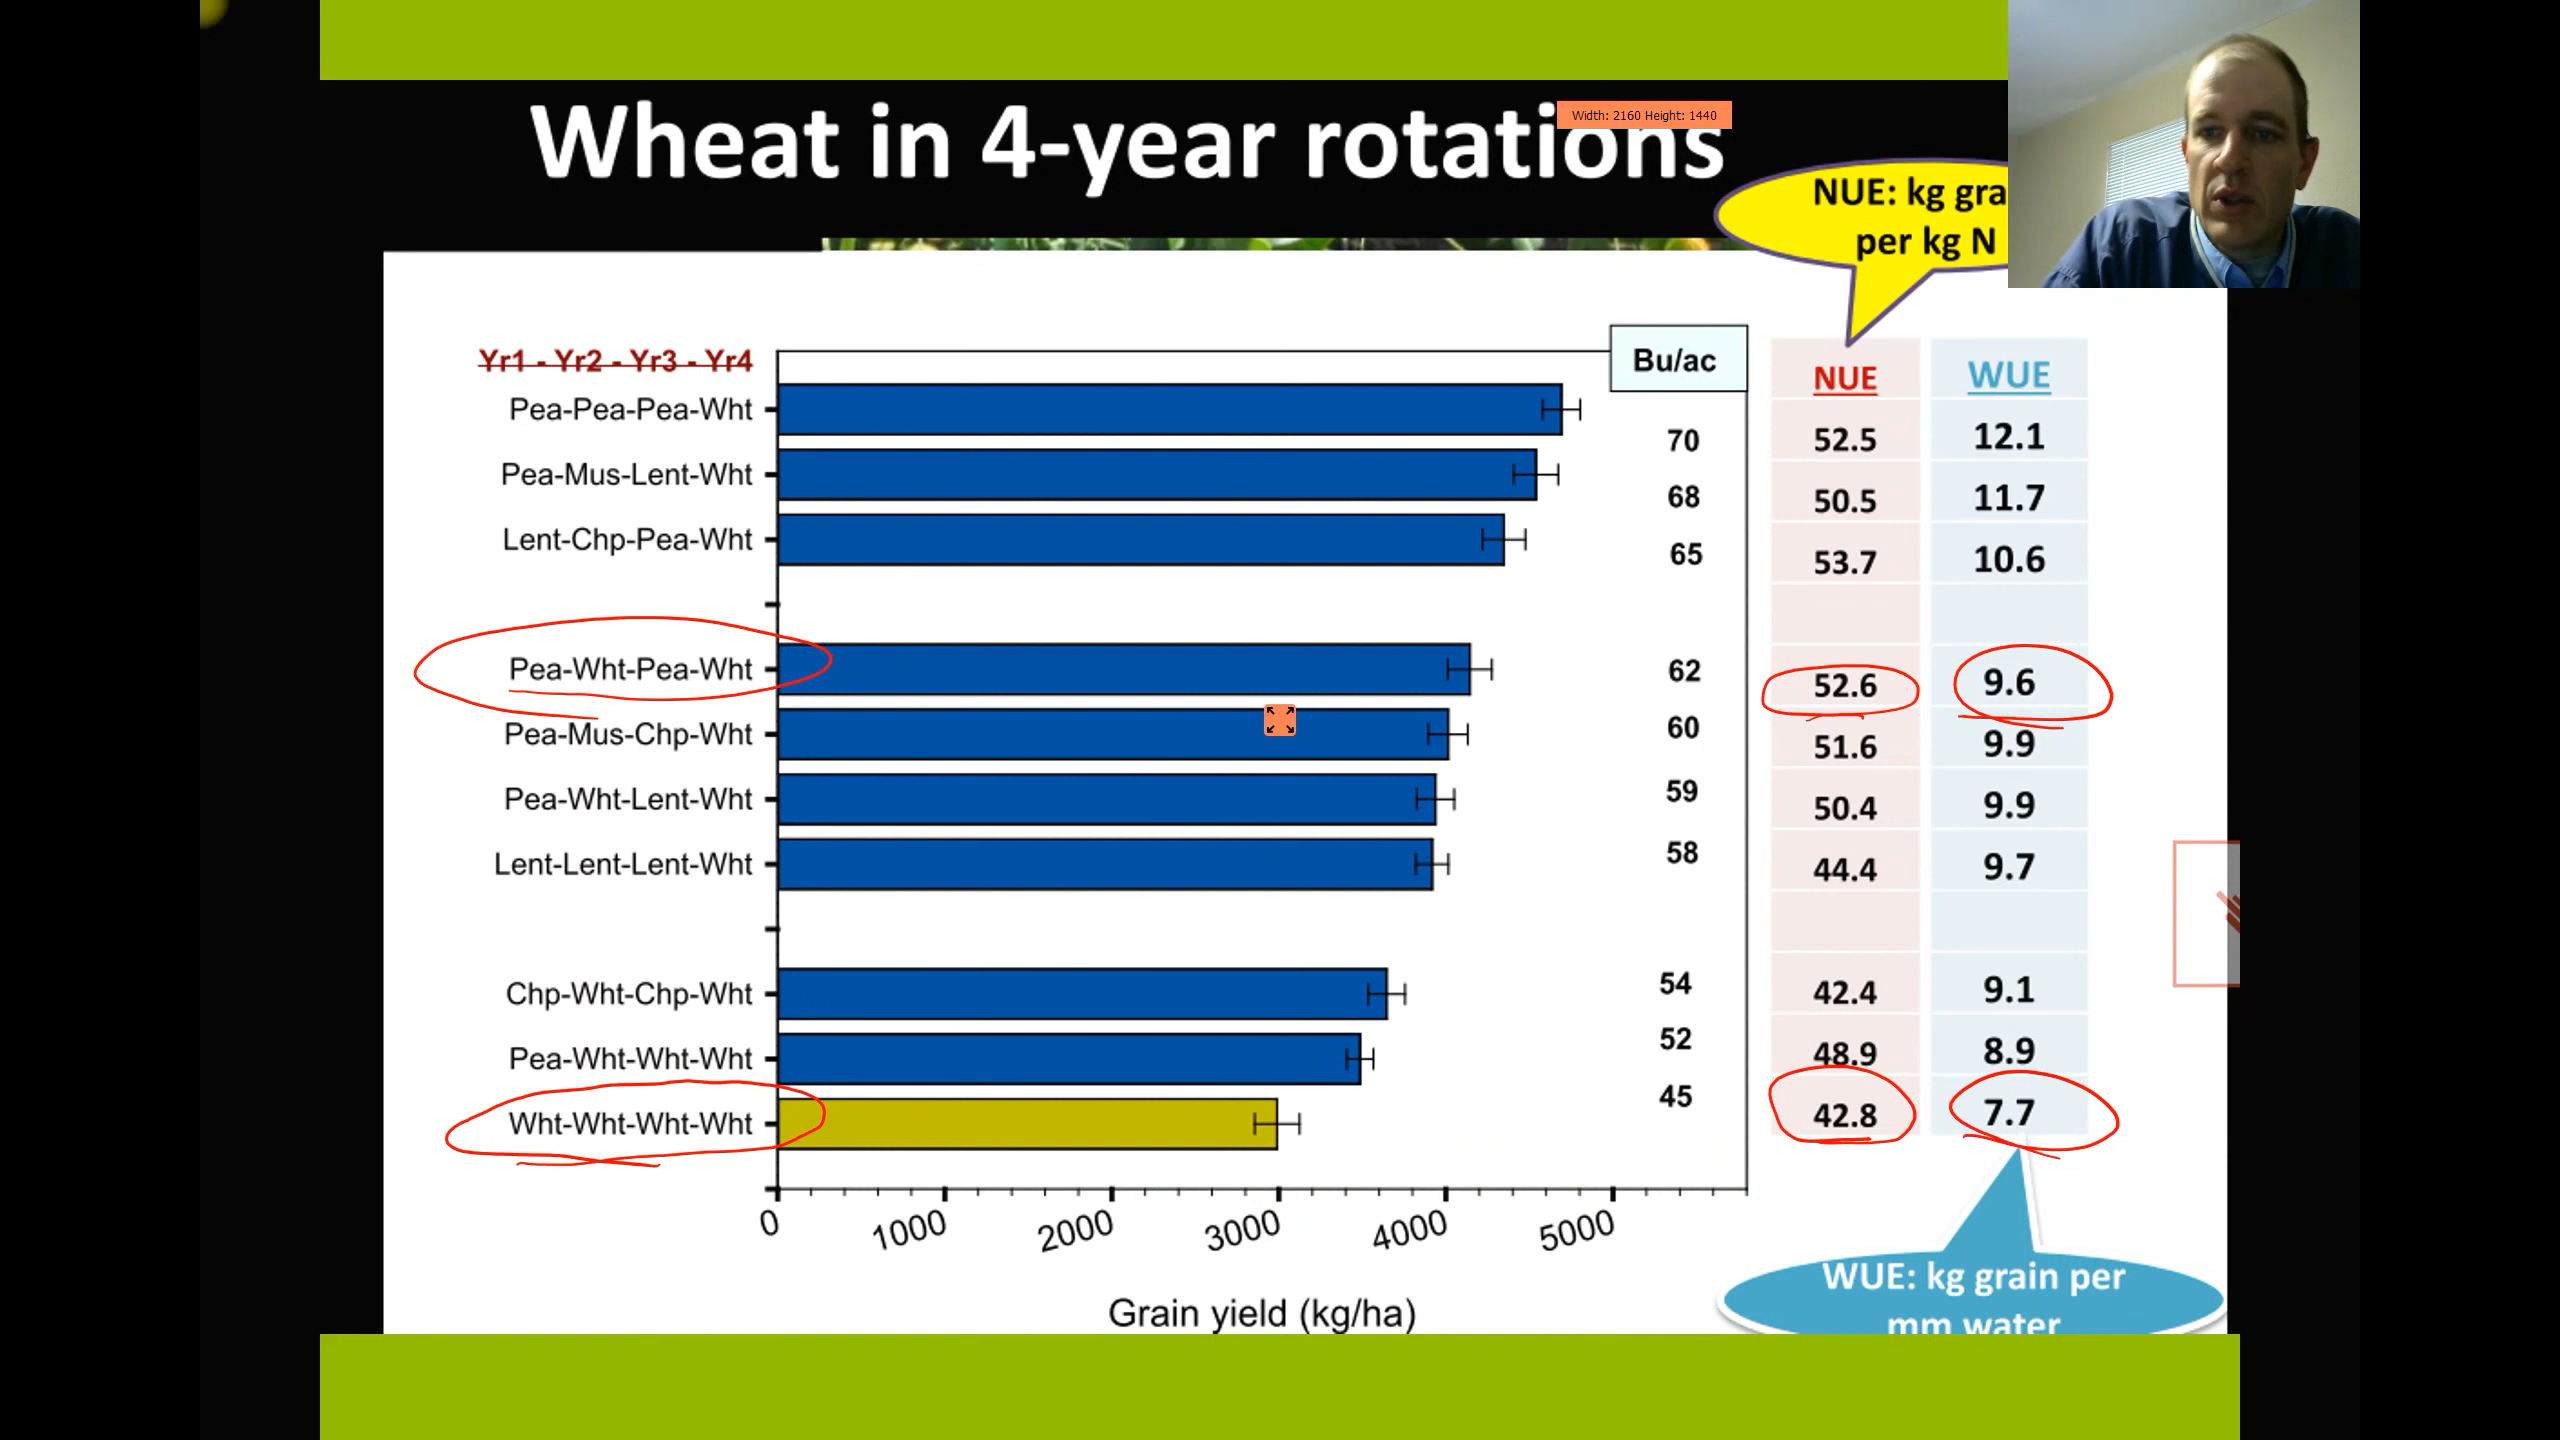 Wheat in 4-year rotations
Width: 2160 Height: 1440
NUE: kg gra
per kg N
Yr1 - Yr2 - Yr3 - Yr4
Bu/ac
NUE
WUE
Pea-Pea-Pea-Wht
70
52.5
12.1
Pea-Mus-Lent-Wht
68
50.5
11.7
Lent-Chp-Pea-Wht
65
53.7
10.6
Pea-Wht-Pea-Wht
62
52.6
9.6
Pea-Mus-Chp-Wht
60
51.6
9.9
Pea-Wht-Lent-Wht
59
50.4
9.9
Lent-Lent-Lent-Wht
58
44.4
9.7
Chp-Wht-Chp-Wht
54
42.4
9.1
Pea-Wht-Wht-Wht
52
48.9
8.9
Wht-Wht-Wht-Wht
45
42.8
7.7
0
1000
2000
3000
4000
5000
Grain yield (kg/ha)
WUE: kg grain per
mm water